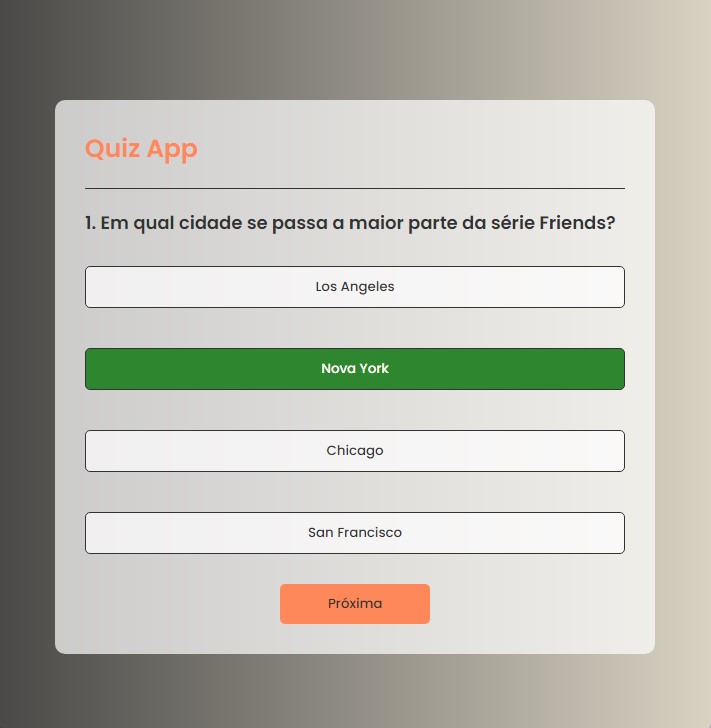 Quiz App
1. Em qual cidade se passa a maior parte da série Friends?
Los Angeles
Nova York
Chicago
San Francisco
Próxima